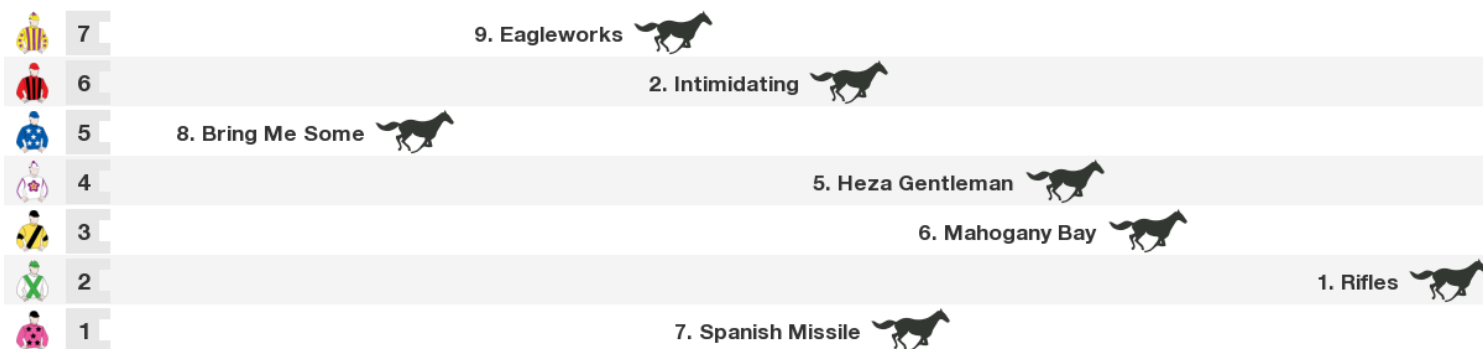 7 9. Eagleworks
6 2. Intimidating
5 8. Bring Me Some
4 5. Heza Gentleman
3 6. Mahogany Bay
2 1. Rifles
1 7. Spanish Missile